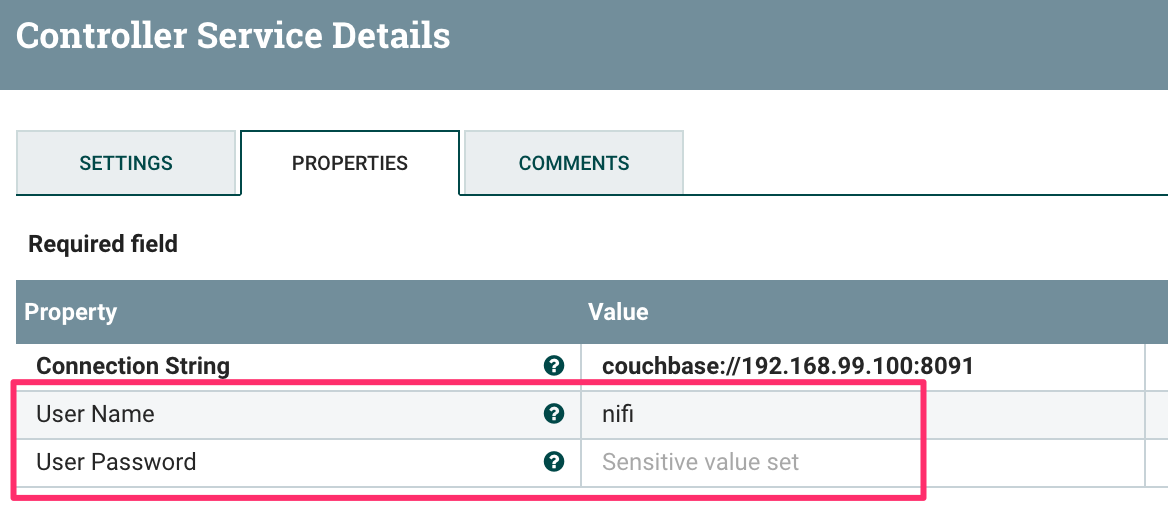 Controller Service Details
SETTINGS PROPERTIES COMMENTS
Required field
Property Value
Connection String ? couchbase://192.168.99.100:8091
User Name ? nifi
User Password ? Sensitive value set